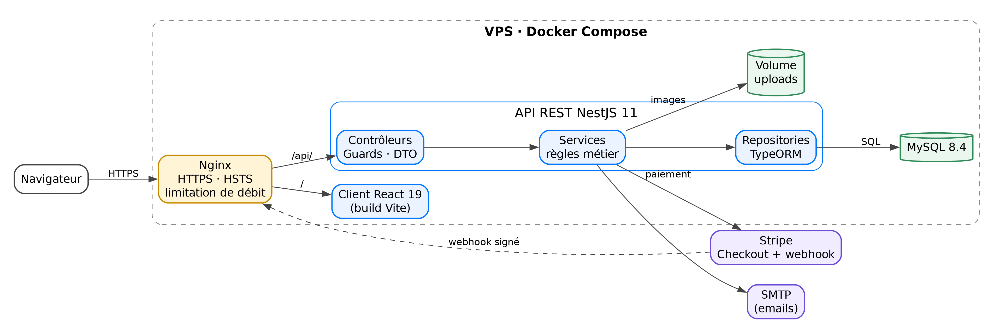 VPS · Docker Compose
Volume
uploads
images
API REST NestJS 11
Contrôleurs
Guards · DTO
Services
règles métier
Repositories
TypeORM
SQL
MySQL 8.4
/api/
Navigateur
HTTPS
Nginx
HTTPS · HSTS
limitation de débit
/
Client React 19
(build Vite)
paiement
webhook signé
Stripe
Checkout + webhook
SMTP
(emails)